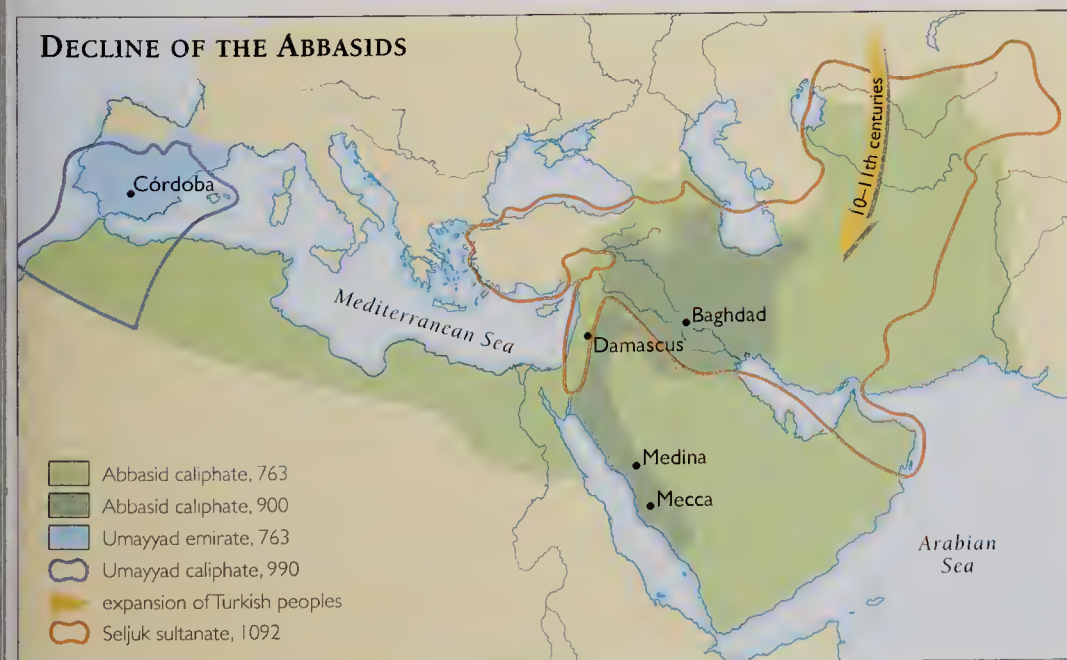 DECLINE OF THE ABBASIDS
10–11th centuries
Córdoba
Mediterranean Sea
Baghdad
Damascus
Medina
Mecca
Arabian
Sea
Abbasid caliphate, 763
Abbasid caliphate, 900
Umayyad emirate, 763
Umayyad caliphate, 990
expansion of Turkish peoples
Seljuk sultanate, 1092